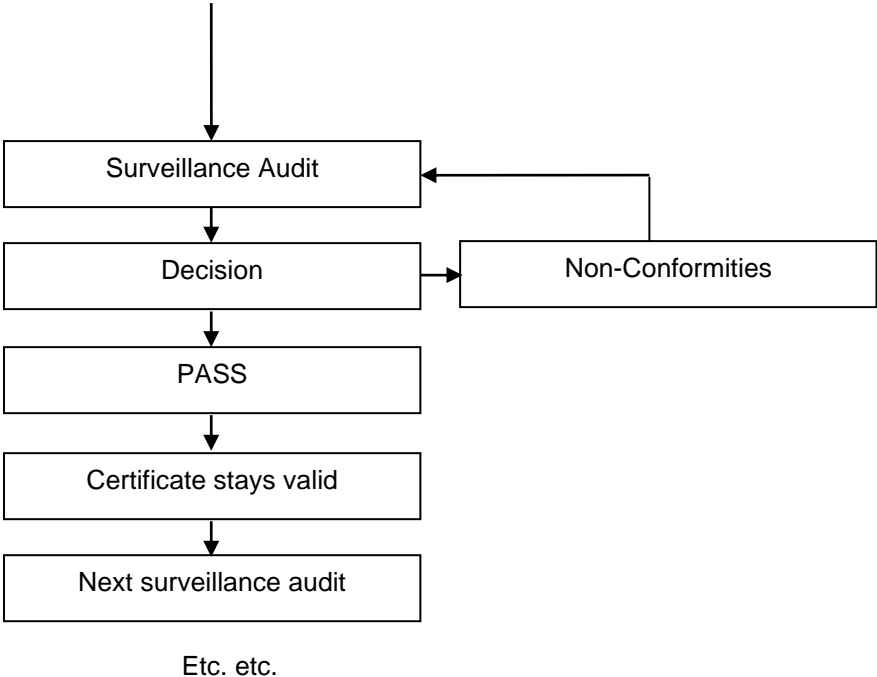 Surveillance Audit
Decision
Non-Conformities
PASS
Certificate stays valid
Next surveillance audit
Etc. etc.